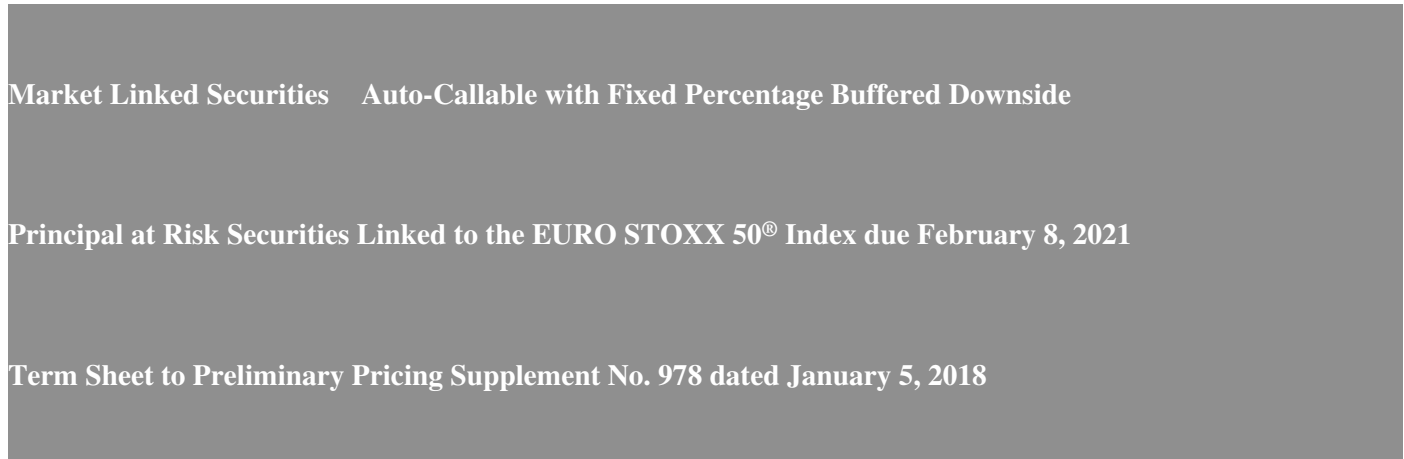 Market Linked Securities    Auto-Callable with Fixed Percentage Buffered Downside
Principal at Risk Securities Linked to the EURO STOXX 50® Index due February 8, 2021
Term Sheet to Preliminary Pricing Supplement No. 978 dated January 5, 2018